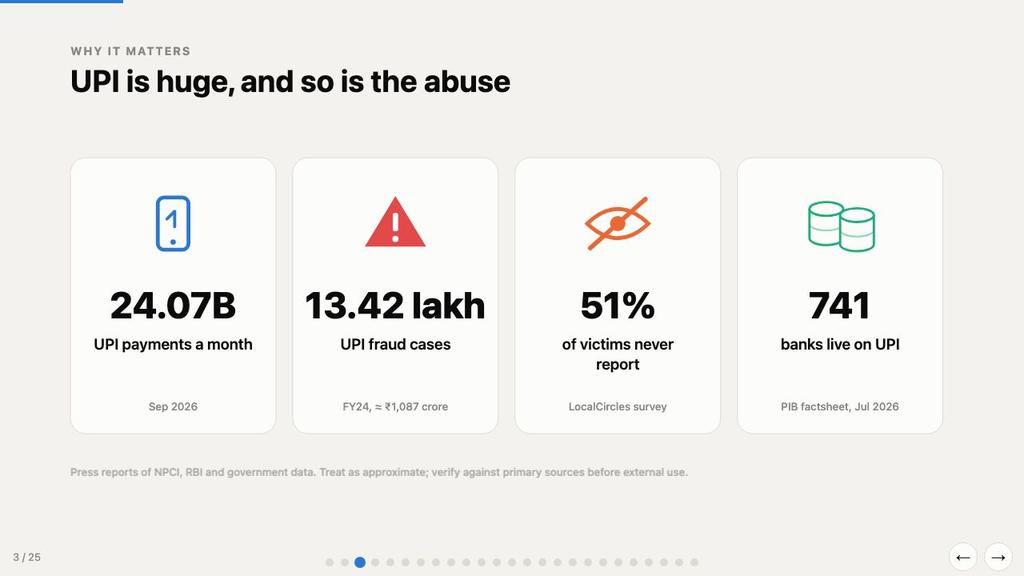 WHY IT MATTERS
UPI is huge, and so is the abuse
24.07B
UPI payments a month
Sep 2026
13.42 lakh
UPI fraud cases
FY24, ≈ ₹1,087 crore
51%
of victims never
report
LocalCircles survey
741
banks live on UPI
PIB factsheet, Jul 2026
Press reports of NPCI, RBI and government data. Treat as approximate; verify against primary sources before external use.
3 / 25
← →